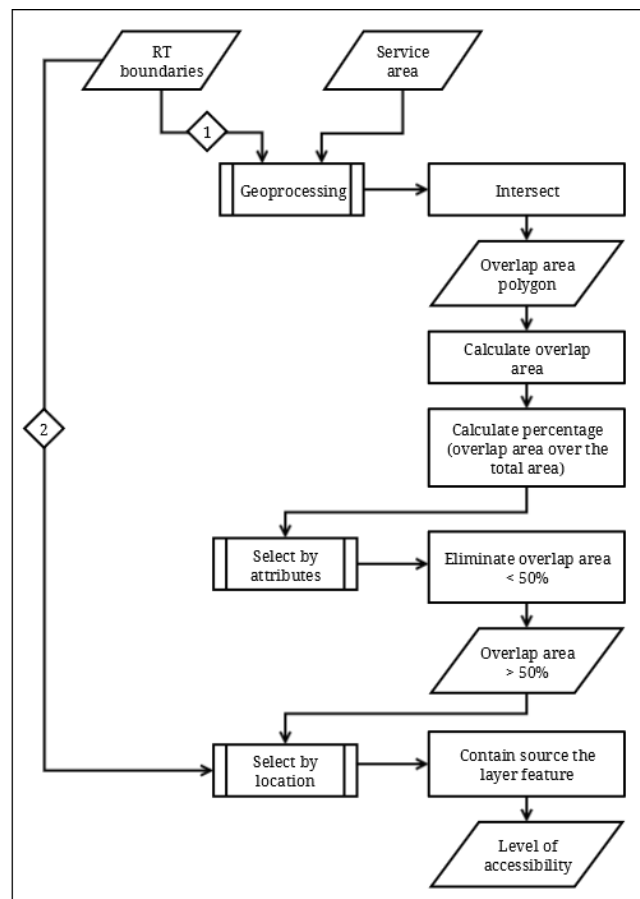 RT
boundaries
Service
area
1
Geoprocessing
Intersect
Overlap area
polygon
Calculate overlap
area
2
Calculate percentage
(overlap area over the
total area)
Select by
attributes
Eliminate overlap area
< 50%
Overlap area
> 50%
Select by
location
Contain source the
layer feature
Level of
accessibility